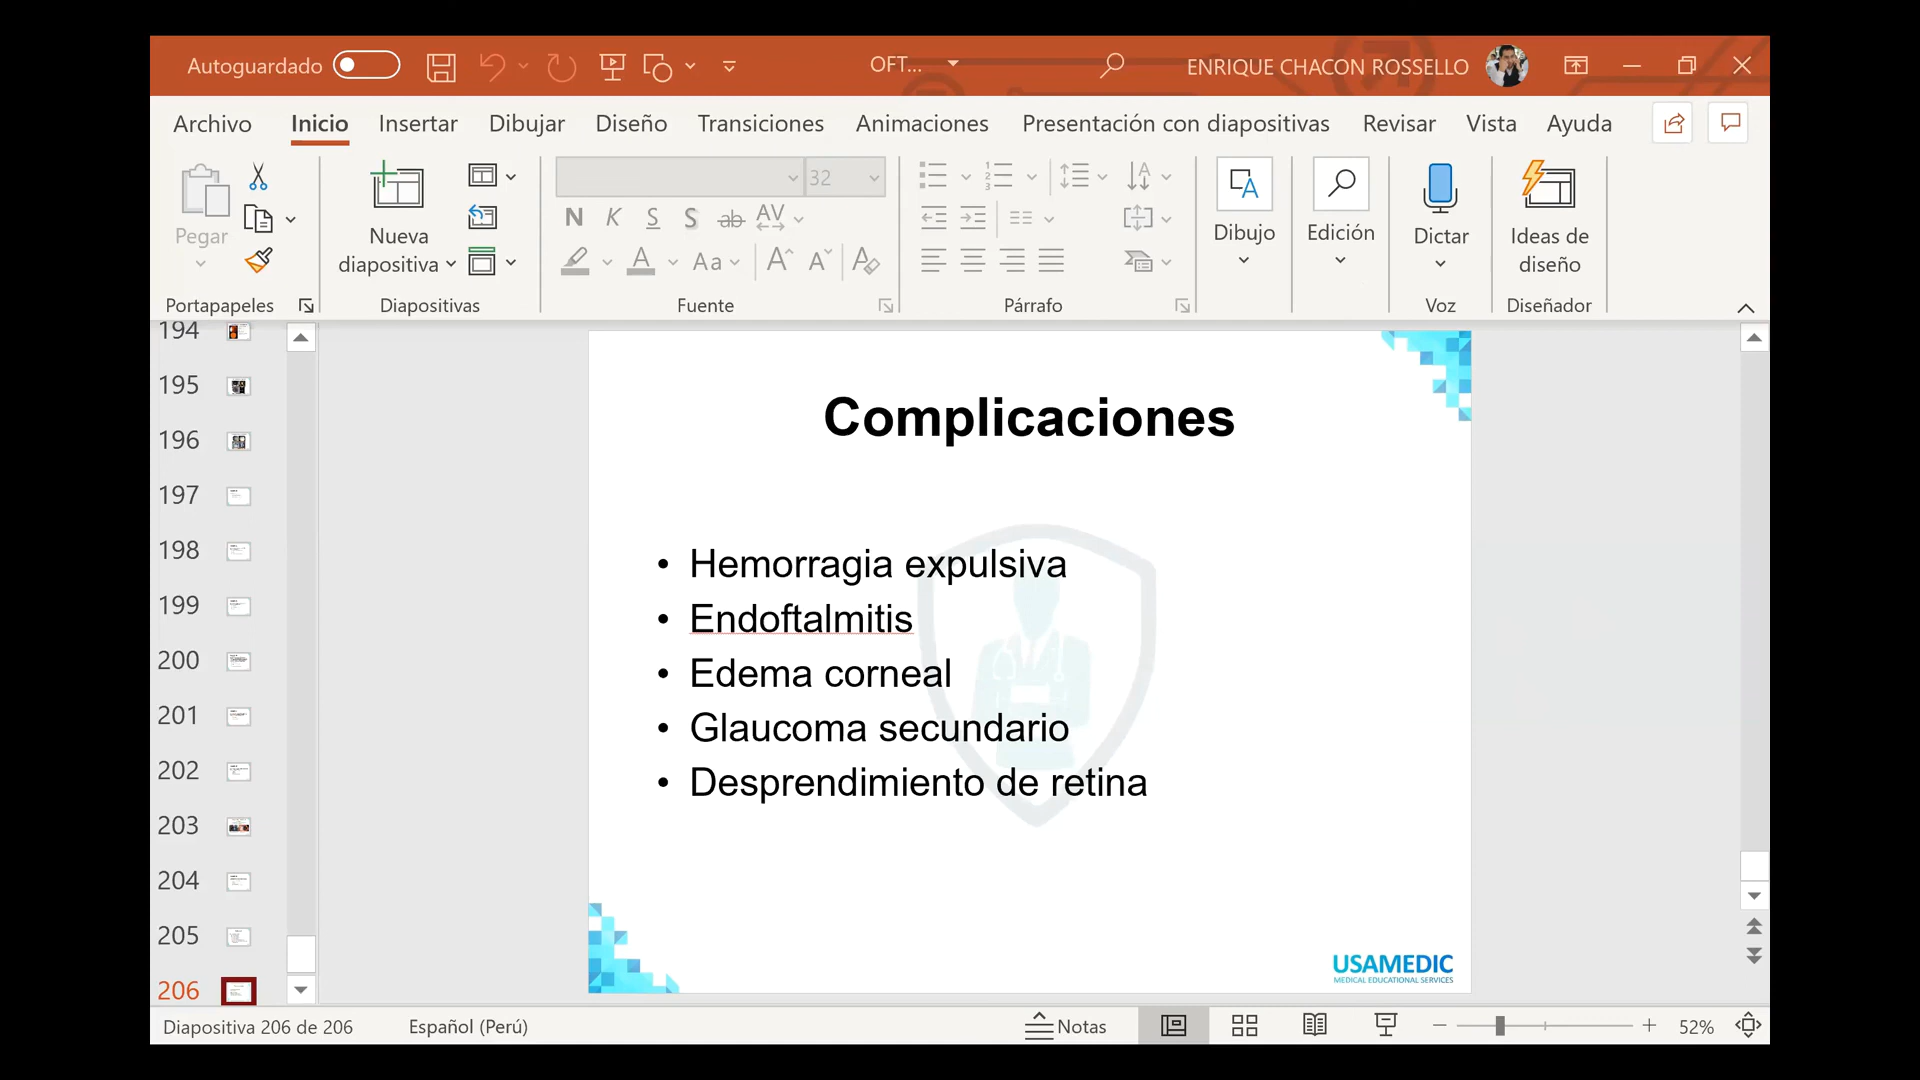 Autoguardado
OFT...
ENRIQUE CHACON ROSSELLO
Archivo Inicio Insertar Dibujar Diseño Transiciones Animaciones Presentación con diapositivas Revisar Vista Ayuda
32
N K S S ab AV
Pegar
Nueva
diapositiva
A Aa A A A
Dibujo
Edición
Dictar
Ideas de
diseño
Portapapeles Diapositivas Fuente Párrafo Voz Diseñador
194
195
196
197
198
199
200
201
202
203
204
205
206
Complicaciones
• Hemorragia expulsiva
• Endoftalmitis
• Edema corneal
• Glaucoma secundario
• Desprendimiento de retina
USAMEDIC
MEDICAL EDUCATIONAL SERVICES
Diapositiva 206 de 206 Español (Perú) Notas 52%